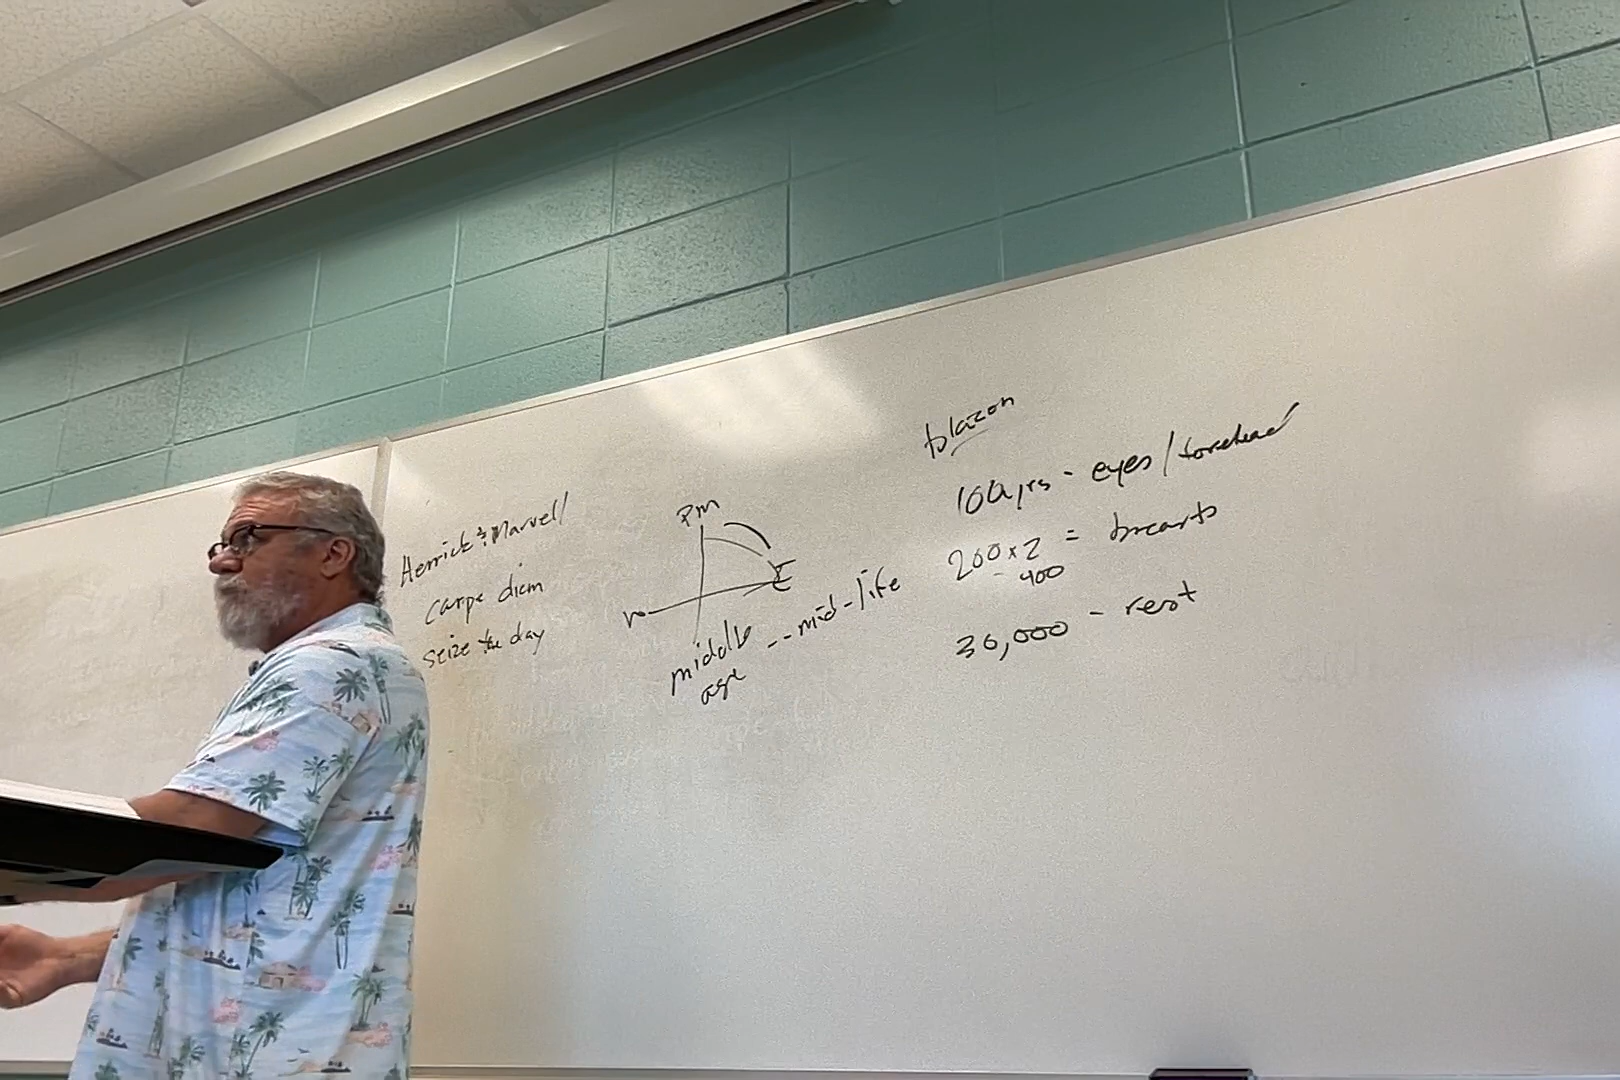 Herrick & Marvell
carpe diem
seize the day
pm
middle age -- mid-life
blazon
100 yrs - eyes / forehead
200 x 2 = breasts
- 400
30,000 - rest